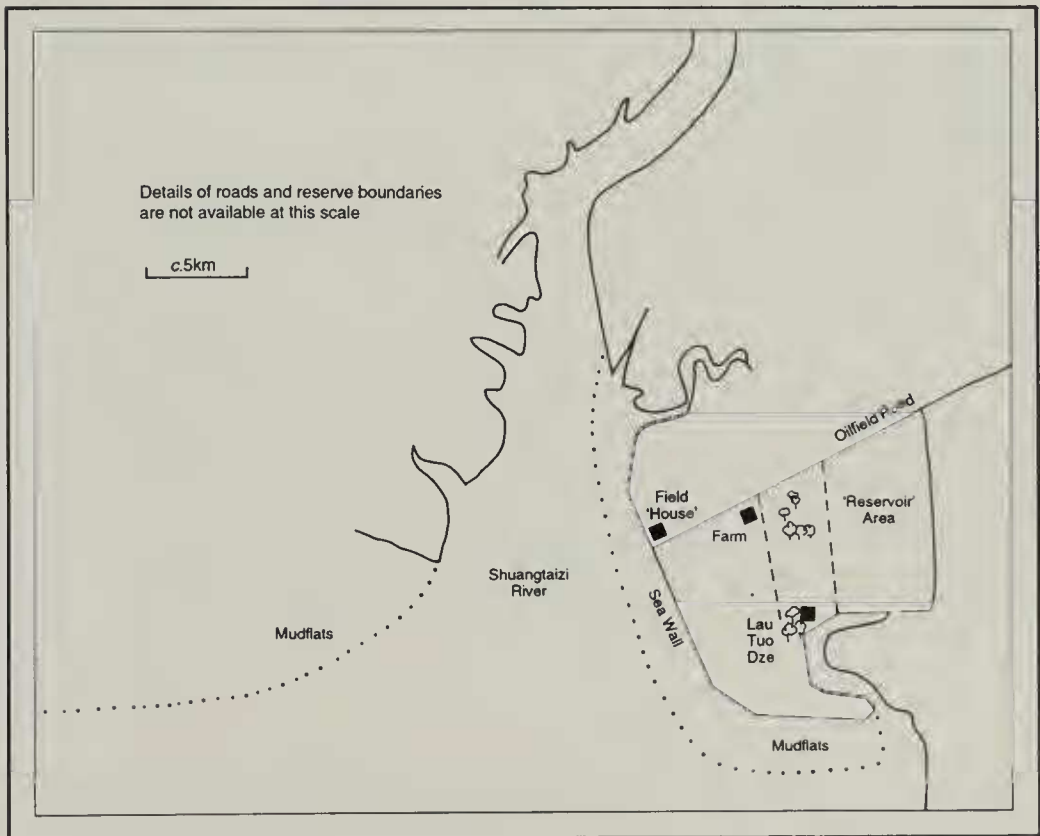 Details of roads and reserve boundaries
are not available at this scale
c.5km
Oilfield Road
Field
'House'
Farm
'Reservoir'
Area
Shuangtaizi
River
Sea Wall
Lau
Tuo
Dze
Mudflats
Mudflats